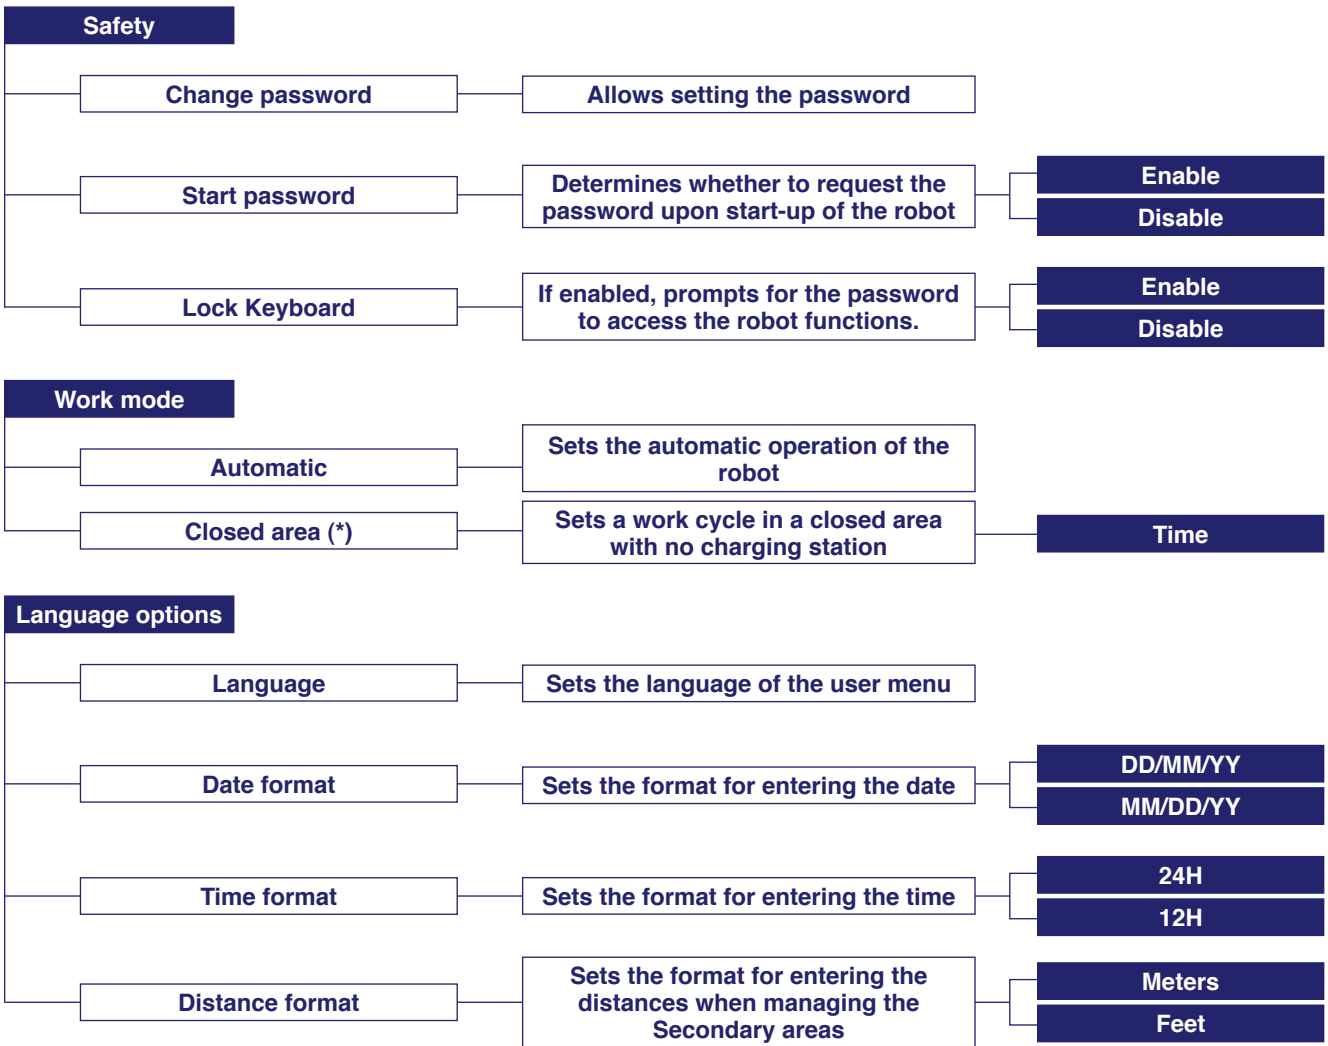 Safety
Change password
Allows setting the password
Start password
Determines whether to request the
password upon start-up of the robot
Enable
Disable
Lock Keyboard
If enabled, prompts for the password
to access the robot functions.
Enable
Disable
Work mode
Automatic
Sets the automatic operation of the
robot
Closed area (*)
Sets a work cycle in a closed area
with no charging station
Time
Language options
Language
Sets the language of the user menu
Date format
Sets the format for entering the date
DD/MM/YY
MM/DD/YY
Time format
Sets the format for entering the time
24H
12H
Distance format
Sets the format for entering the
distances when managing the
Secondary areas
Meters
Feet